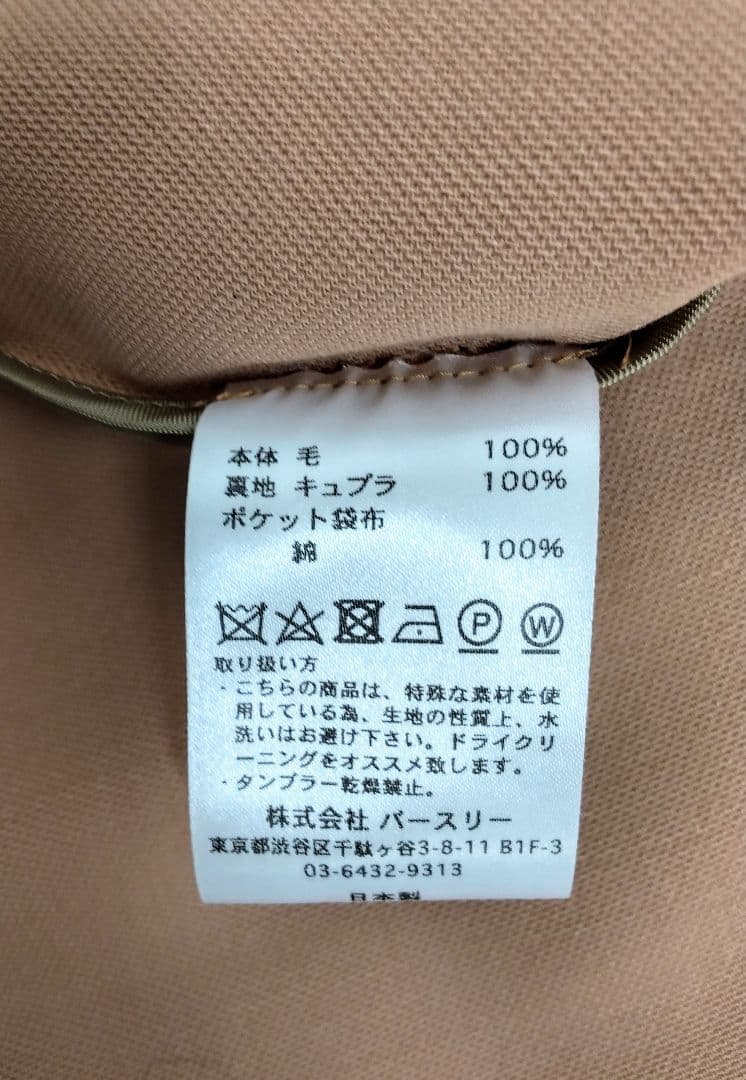 本体 毛 100%
裏地 キュプラ 100%
ポケット袋布
綿 100%
P W
取り扱い方
・こちらの商品は、特殊な素材を使
用している為、生地の性質上、水
洗いはお避け下さい。ドライクリ
ーニングをオススメ致します。
・タンブラー乾燥禁止。
株式会社 バースリー
東京都渋谷区千駄ヶ谷3-8-11 B1F-3
03-6432-9313
日本製